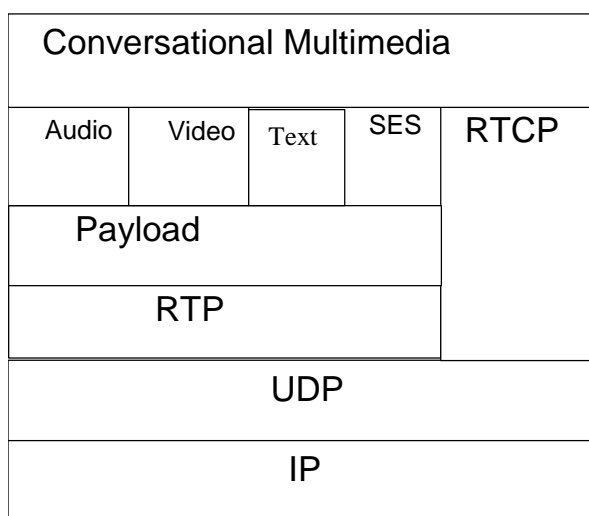 Conversational Multimedia
Audio Video Text SES RTCP
Payload
RTP
UDP
IP